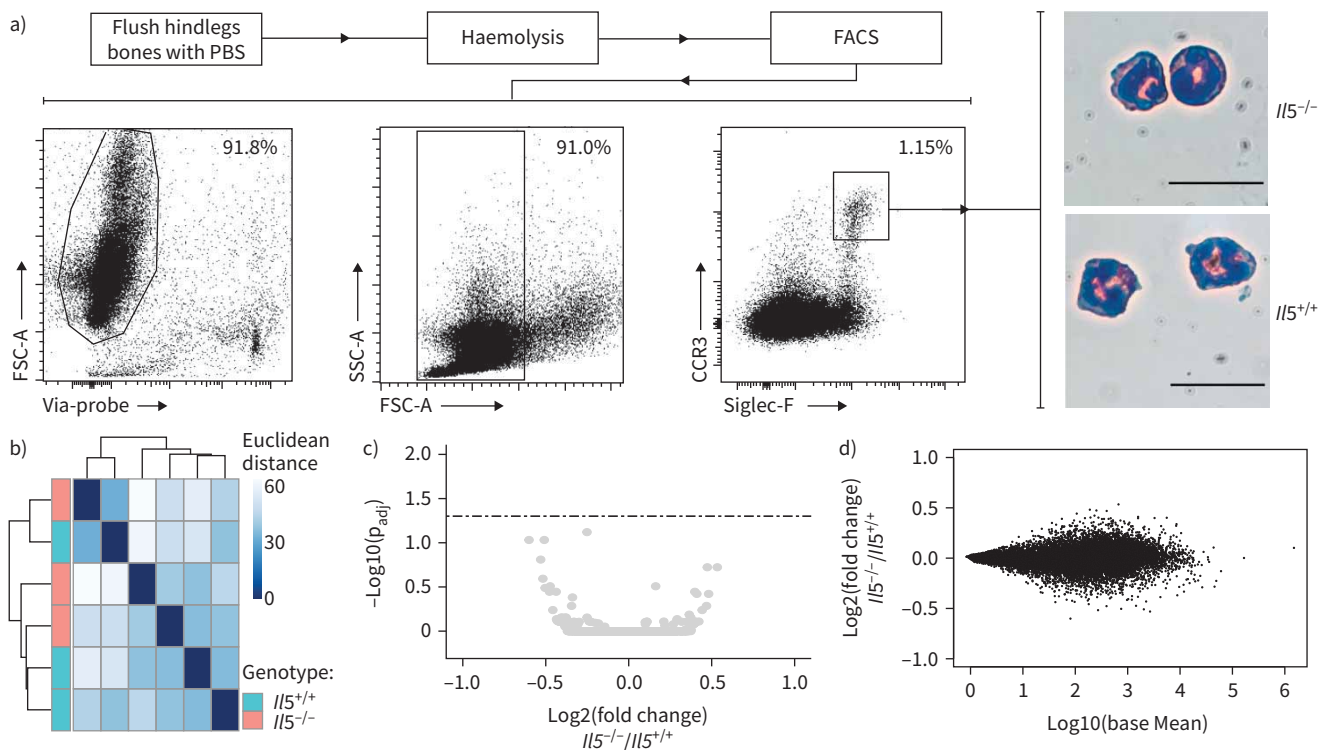 a)
Flush hindlegs
bones with PBS
Haemolysis
FACS
91.8%
FSC-A
Via-probe
91.0%
SSC-A
FSC-A
1.15%
CCR3
Siglec-F
Il5−/−
Il5+/+
b)
Euclidean
distance
60
30
0
Genotype:
Il5+/+
Il5−/−
c)
2.0
1.5
1.0
0.5
0
−Log10(padj)
−1.0 −0.5 0.0 0.5 1.0
Log2(fold change)
Il5−/−/Il5+/+
d)
1.0
0.5
0.0
−0.5
−1.0
Log2(fold change)
Il5−/−/Il5+/+
0 1 2 3 4 5 6
Log10(base Mean)